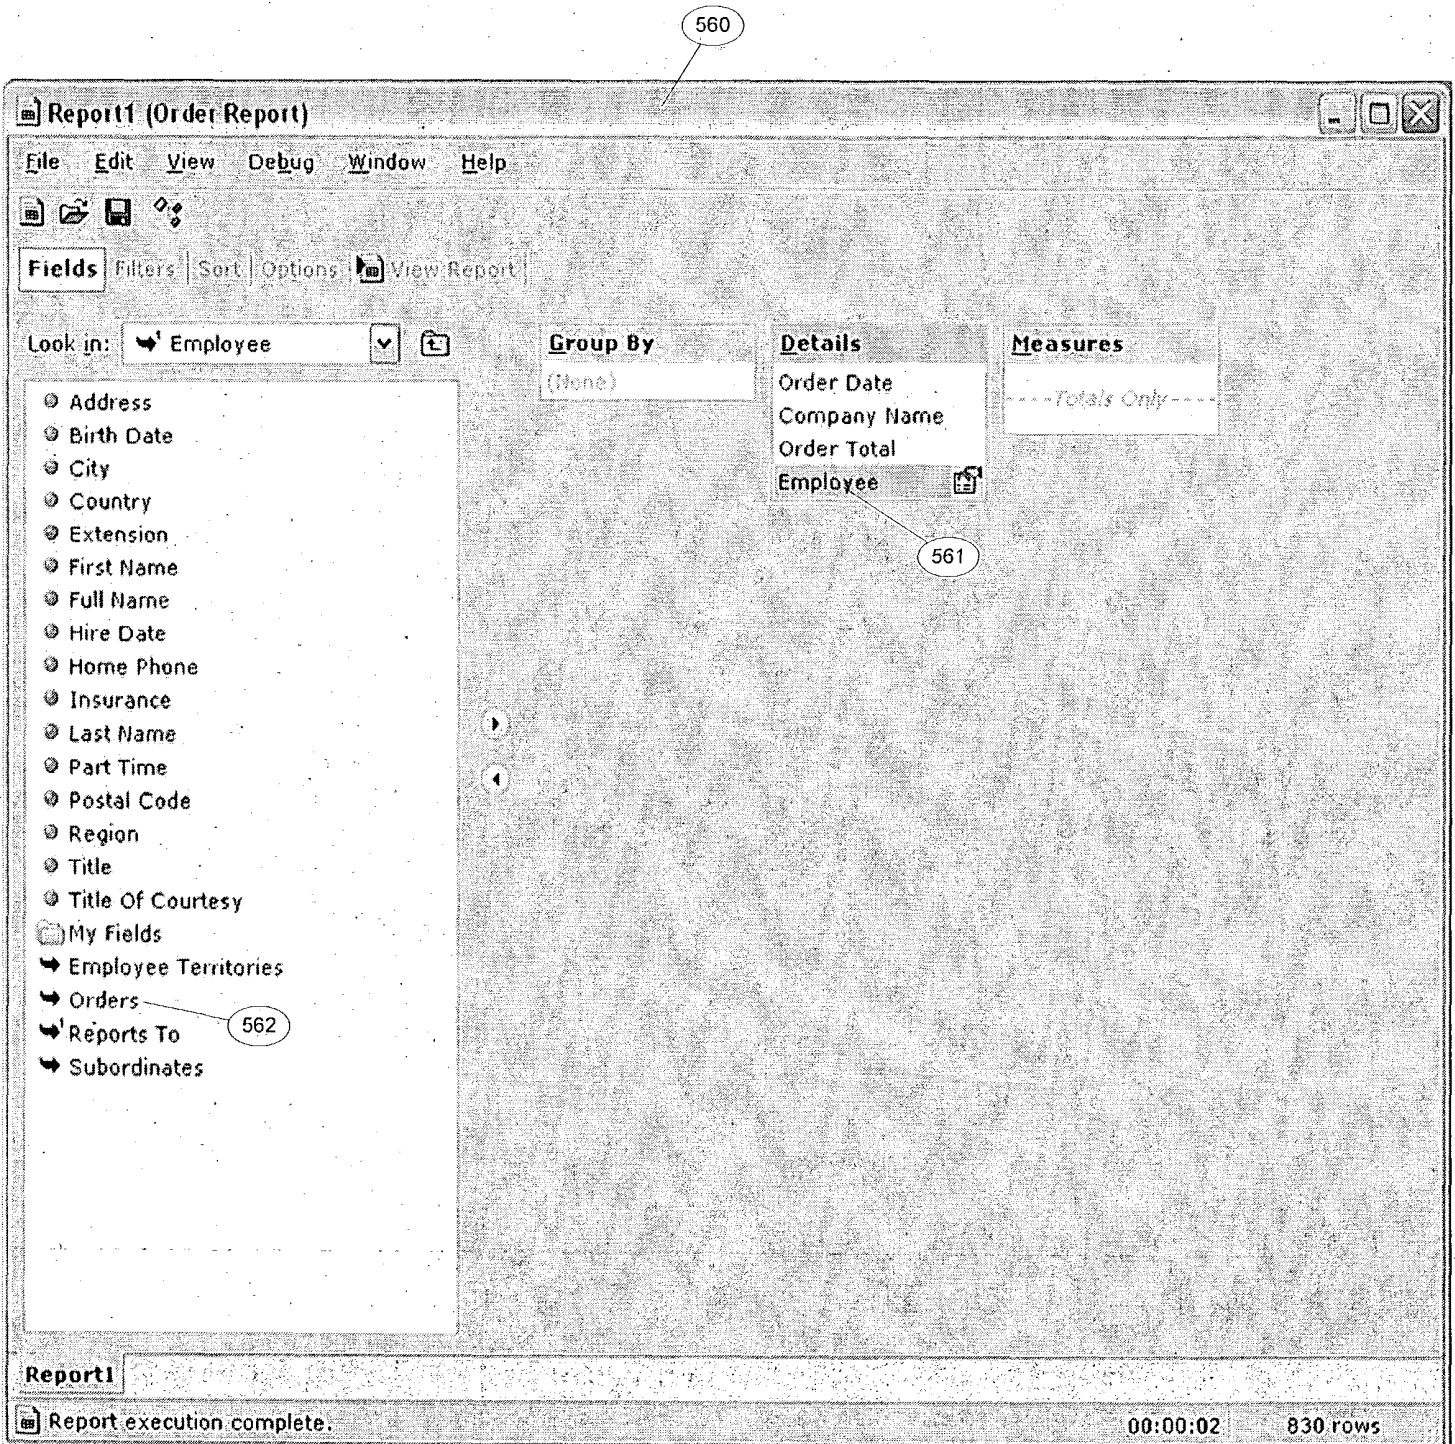 560
Report1 (Order Report)
File Edit View Debug Window Help
Fields Filters Sort Options View Report
Look in: Employee
Address
Birth Date
City
Country
Extension
First Name
Full Name
Hire Date
Home Phone
Insurance
Last Name
Part Time
Postal Code
Region
Title
Title Of Courtesy
My Fields
Employee Territories
Orders
562
1 Reports To
Subordinates
Group By
(None)
Details
Order Date
Company Name
Order Total
Employee
561
Measures
----Totals Only----
Report1
Report execution complete.
00:00:02
830 rows